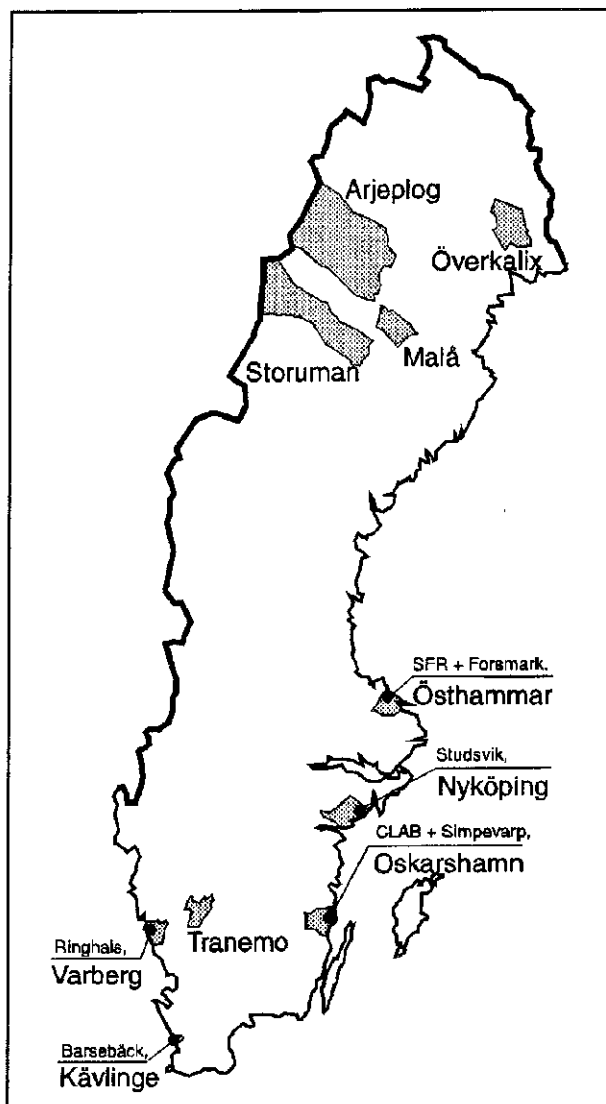 Arjeplog
Överkalix
Malå
Storuman
SFR + Forsmark.
Östhammar
Studsvik,
Nyköping
CLAB + Simpevarp,
Oskarshamn
Tranemo
Ringhals,
Varberg
Barsebäck,
Kävlinge